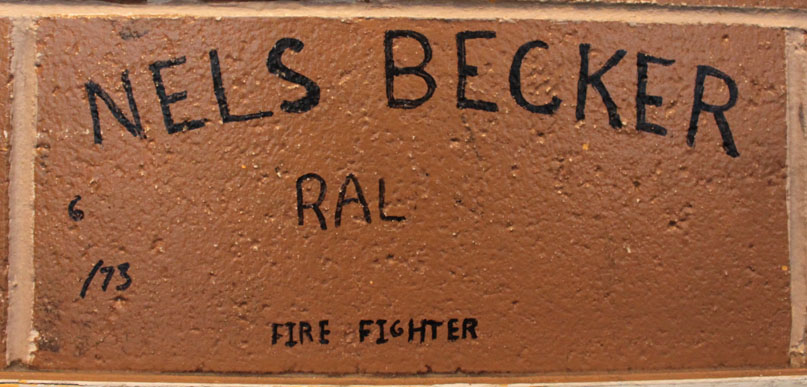 NELS BECKER
RAL
6
/73
FIRE FIGHTER